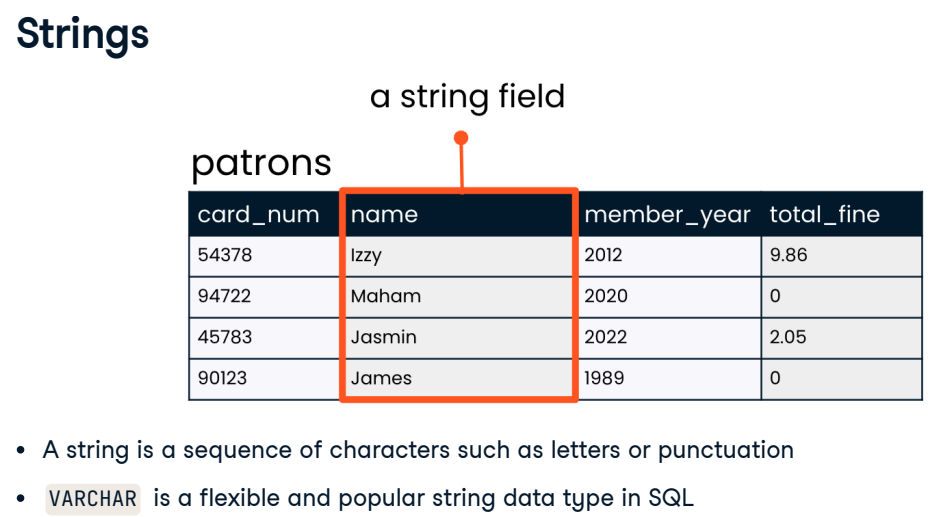 Strings
a string field
patrons
card_num name member_year total_fine
54378 Izzy 2012 9.86
94722 Maham 2020 0
45783 Jasmin 2022 2.05
90123 James 1989 0
• A string is a sequence of characters such as letters or punctuation
• VARCHAR is a flexible and popular string data type in SQL